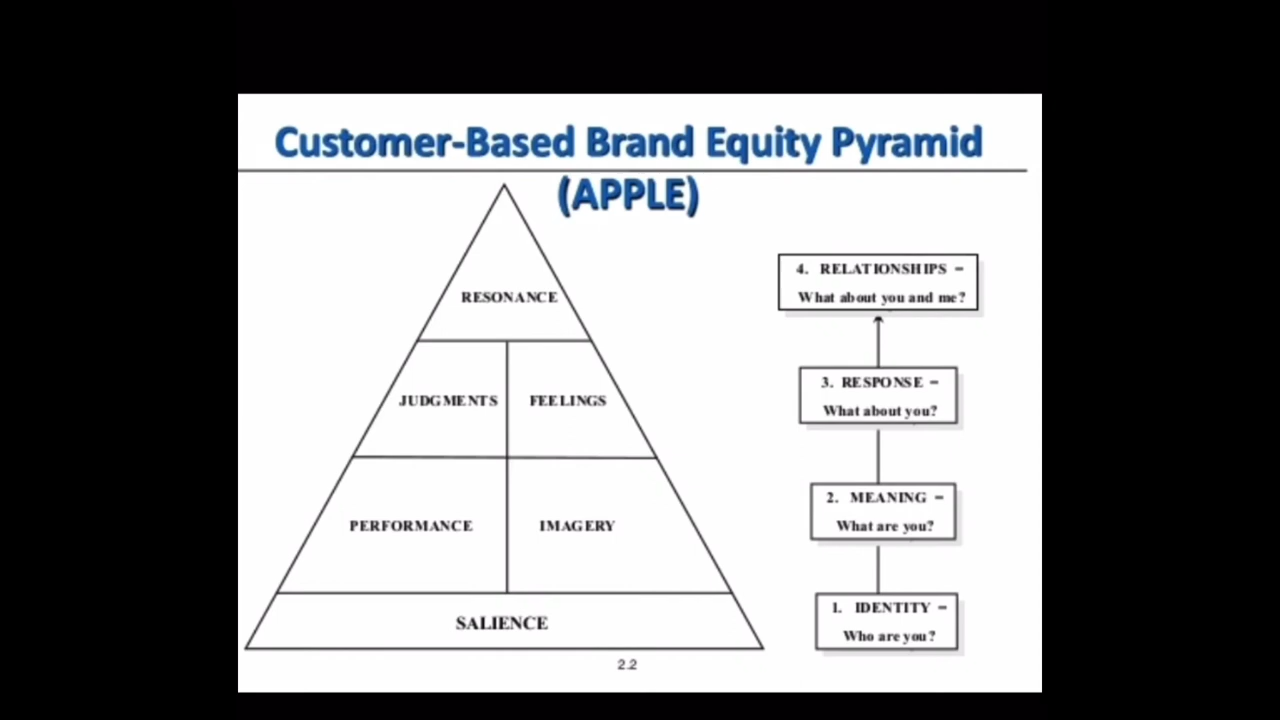 Customer-Based Brand Equity Pyramid
(APPLE)
RESONANCE
JUDGMENTS
FEELINGS
PERFORMANCE
IMAGERY
SALIENCE
4. RELATIONSHIPS =
What about you and me?
3. RESPONSE =
What about you?
2. MEANING =
What are you?
1. IDENTITY =
Who are you?
2.2